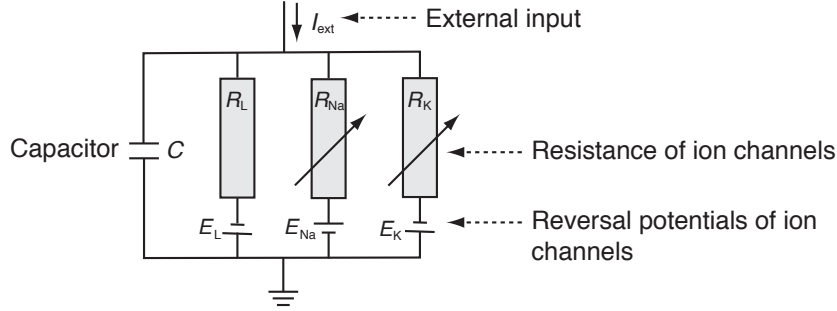 I_ext External input
R_L R_Na R_K
Capacitor C Resistance of ion channels
E_L E_Na E_K Reversal potentials of ion
channels